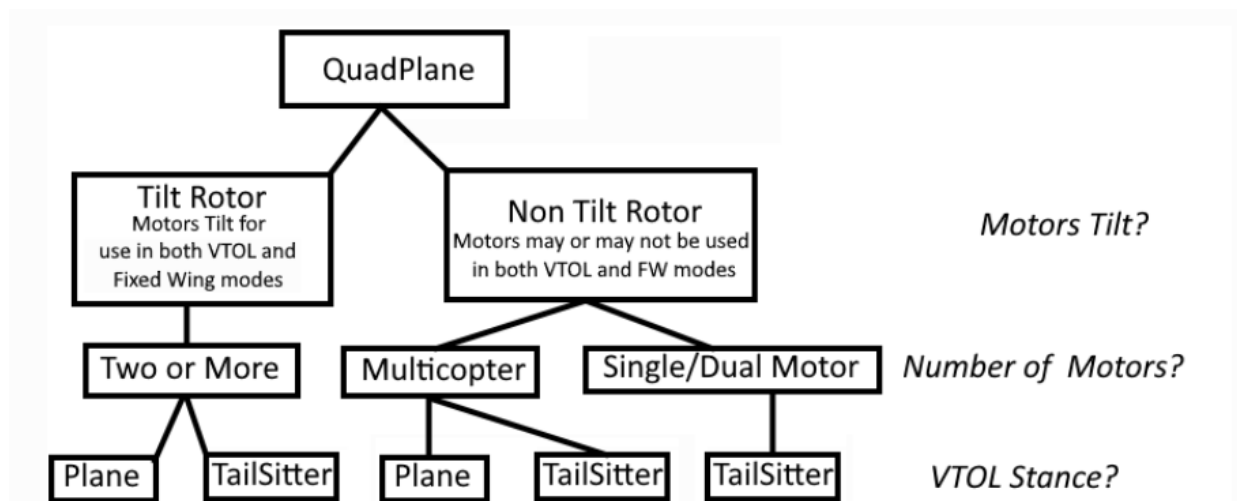 QuadPlane
Tilt Rotor
Motors Tilt for
use in both VTOL and
Fixed Wing modes
Non Tilt Rotor
Motors may or may not be used
in both VTOL and FW modes
Motors Tilt?
Two or More
Multicopter
Single/Dual Motor
Number of Motors?
Plane
TailSitter
Plane
TailSitter
TailSitter
VTOL Stance?